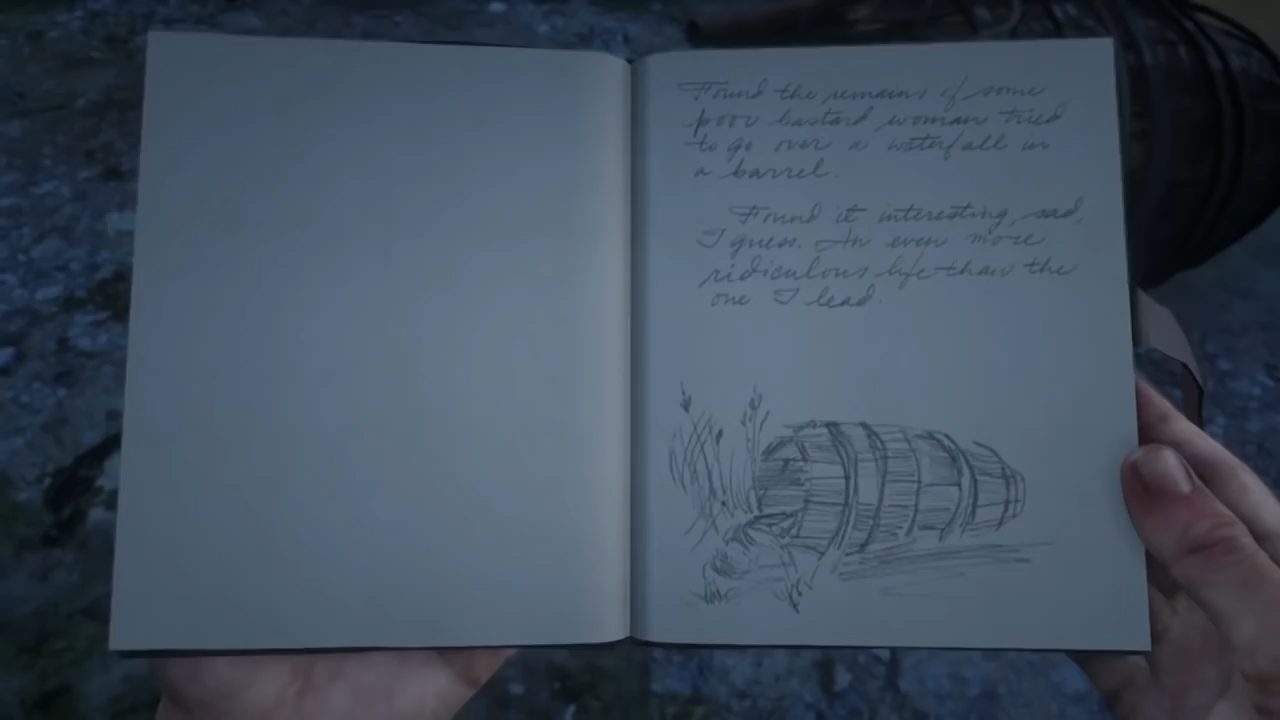 Found the remains of some
poor bastard woman tried
to go over a waterfall in
a barrel.
Found it interesting, sad,
I guess. An even more
ridiculous life than the
one I lead.